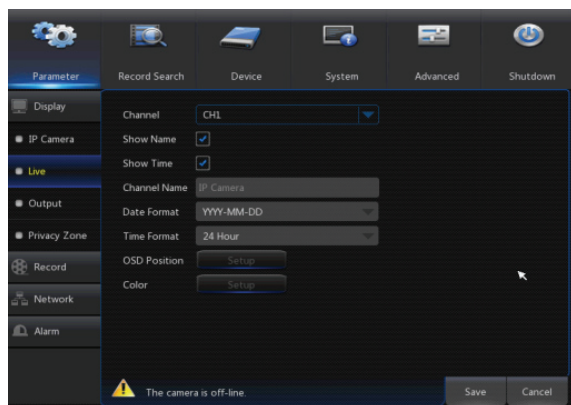 Parameter Record Search Device System Advanced Shutdown
Display
IP Camera
Live
Output
Privacy Zone
Record
Network
Alarm
Channel CH1
Show Name
Show Time
Channel Name IP Camera
Date Format YYYY-MM-DD
Time Format 24 Hour
OSD Position Setup
Color Setup
The camera is off-line.
Save Cancel